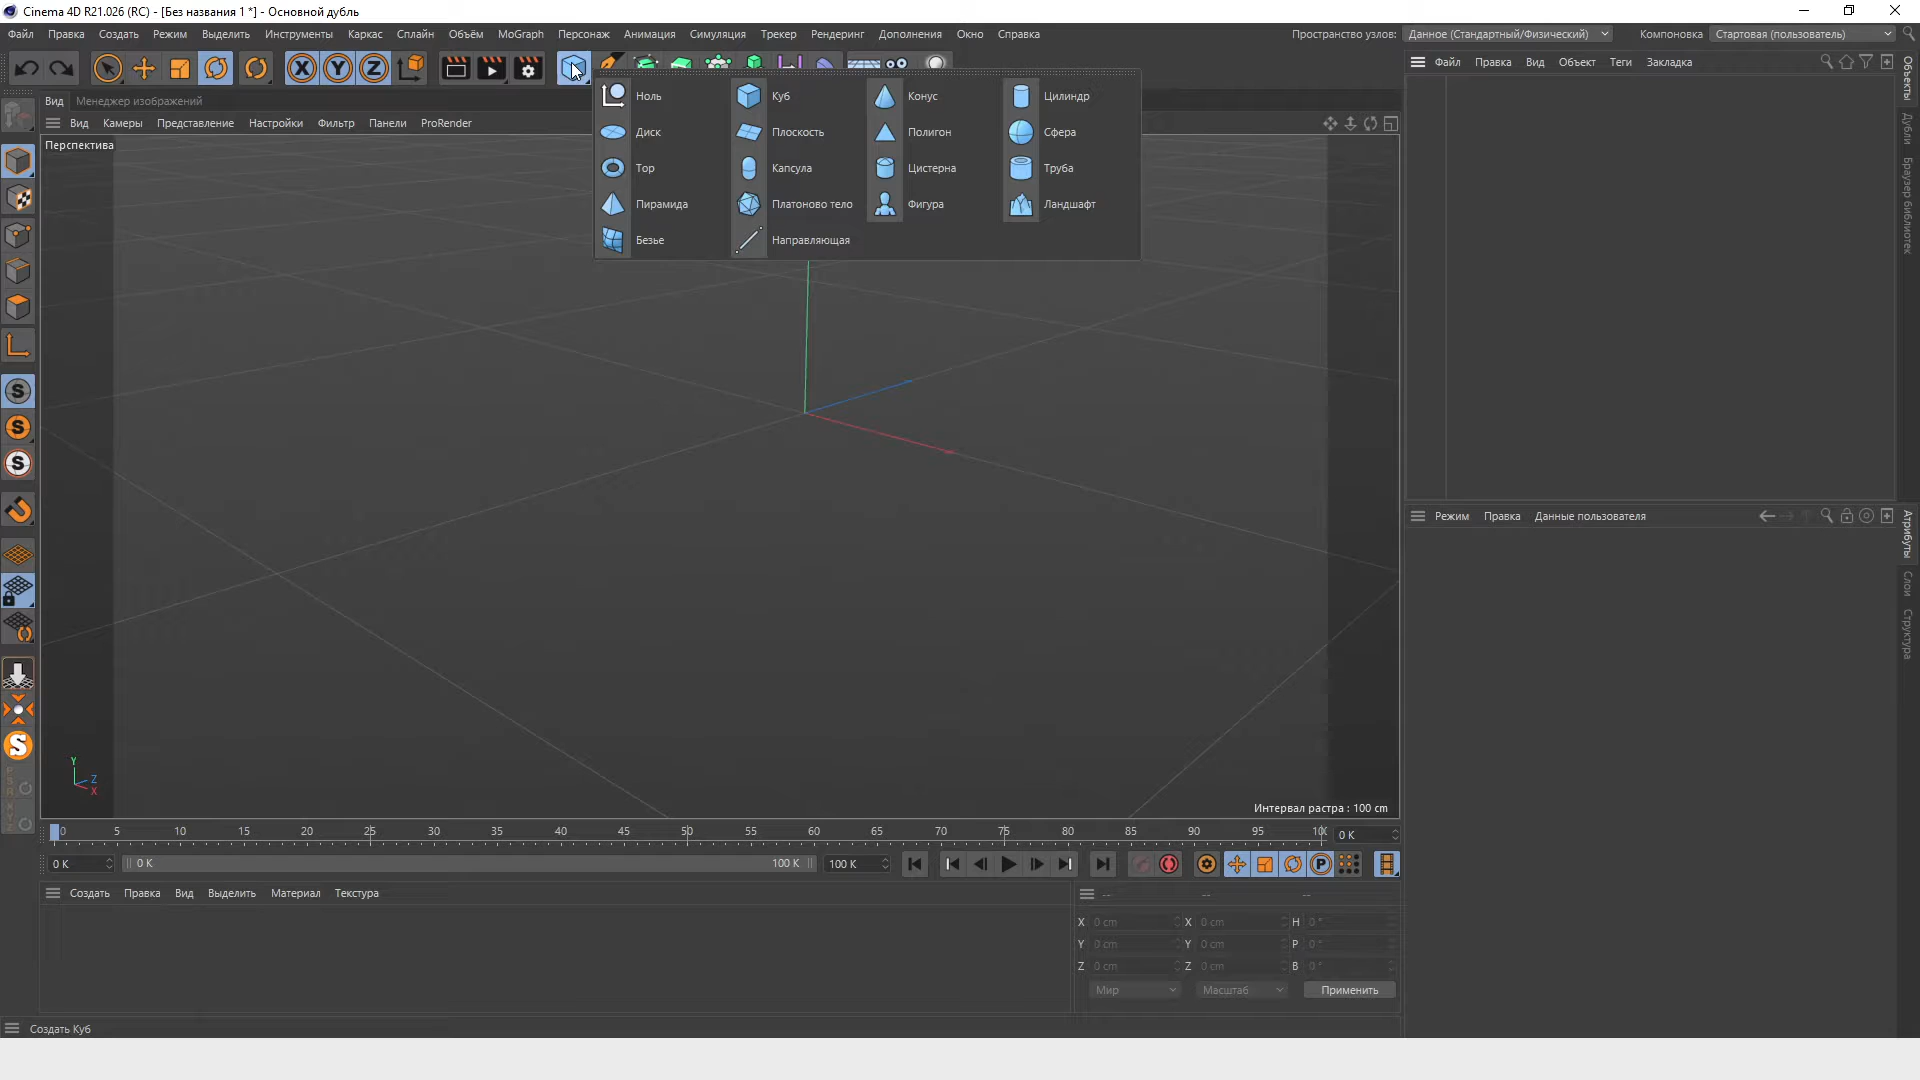 Cinema 4D R21.026 (RC) - [Без названия 1 *] - Основной дубль
Файл Правка Создать Режим Выделить Инструменты Каркас Сплайн Объём MoGraph Персонаж Анимация Симуляция Трекер Рендеринг Дополнения Окно Справка Пространство узлов: Данное (Стандартный/Физический) Компоновка Стартовая (пользователь)
X Y Z
Файл Правка Вид Объект Теги Закладка
Объекты
Дубли
Браузер библиотек
Вид Менеджер изображений
Вид Камеры Представление Настройки Фильтр Панели ProRender
Перспектива
Ноль Куб Конус Цилиндр
Диск Плоскость Полигон Сфера
Тор Капсула Цистерна Труба
Пирамида Платоново тело Фигура Ландшафт
Безье Направляющая
S
S
S
S
P
S
R
X
Y
Z
Режим Правка Данные пользователя
Атрибуты
Слои
Структура
Y
Z
X
Интервал растра : 100 cm
0 5 10 15 20 25 30 35 40 45 50 55 60 65 70 75 80 85 90 95 10 0 K
0 K 0 K 100 K 100 K P
Создать Правка Вид Выделить Материал Текстура
-- -- --
X 0 cm X 0 cm H 0 °
Y 0 cm Y 0 cm P 0 °
Z 0 cm Z 0 cm B 0 °
Мир Масштаб Применить
Создать Куб